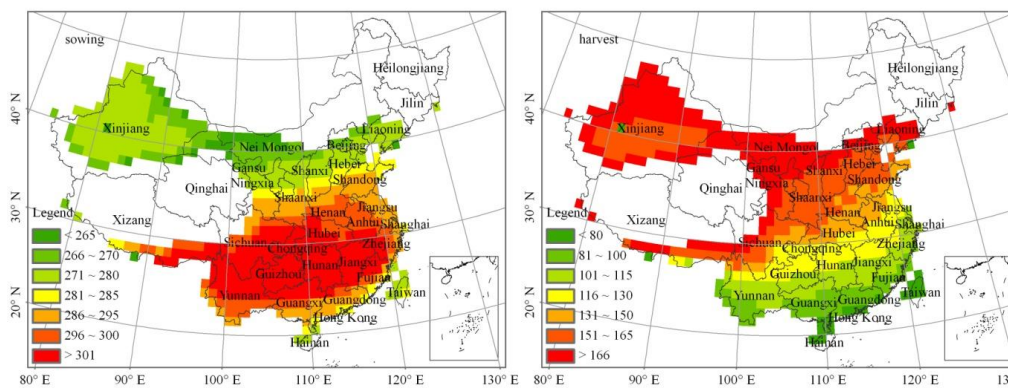 sowing
Heilongjiang
Jilin
Liaoning
Xinjiang
Nei Mongol
Beijing
Hebei
Gansu
Shanxi
Ningxia
Shandong
Qinghai
Shaanxi
Jiangsu
Henan
Anhui
Shanghai
Xizang
Hubei
Sichuan
Chongqing
Zhejiang
Hunan
Jiangxi
Guizhou
Fujian
Yunnan
Guangxi
Guangdong
Taiwan
Hong Kong
Hainan
40° N
30° N
20° N
Legend
< 265
266 ~ 270
271 ~ 280
281 ~ 285
286 ~ 295
296 ~ 300
> 301
80° E
90° E
100° E
110° E
120° E
130° E
harvest
Heilongjiang
Jilin
Liaoning
Xinjiang
Nei Mongol
Beijing
Hebei
Gansu
Shanxi
Ningxia
Shandong
Qinghai
Shaanxi
Jiangsu
Henan
Anhui
Shanghai
Xizang
Hubei
Sichuan
Chongqing
Zhejiang
Hunan
Jiangxi
Guizhou
Fujian
Yunnan
Guangxi
Guangdong
Taiwan
Hong Kong
Hainan
40° N
30° N
20° N
Legend
< 80
81 ~ 100
101 ~ 115
116 ~ 130
131 ~ 150
151 ~ 165
> 166
80° E
90° E
100° E
110° E
120° E
130° E